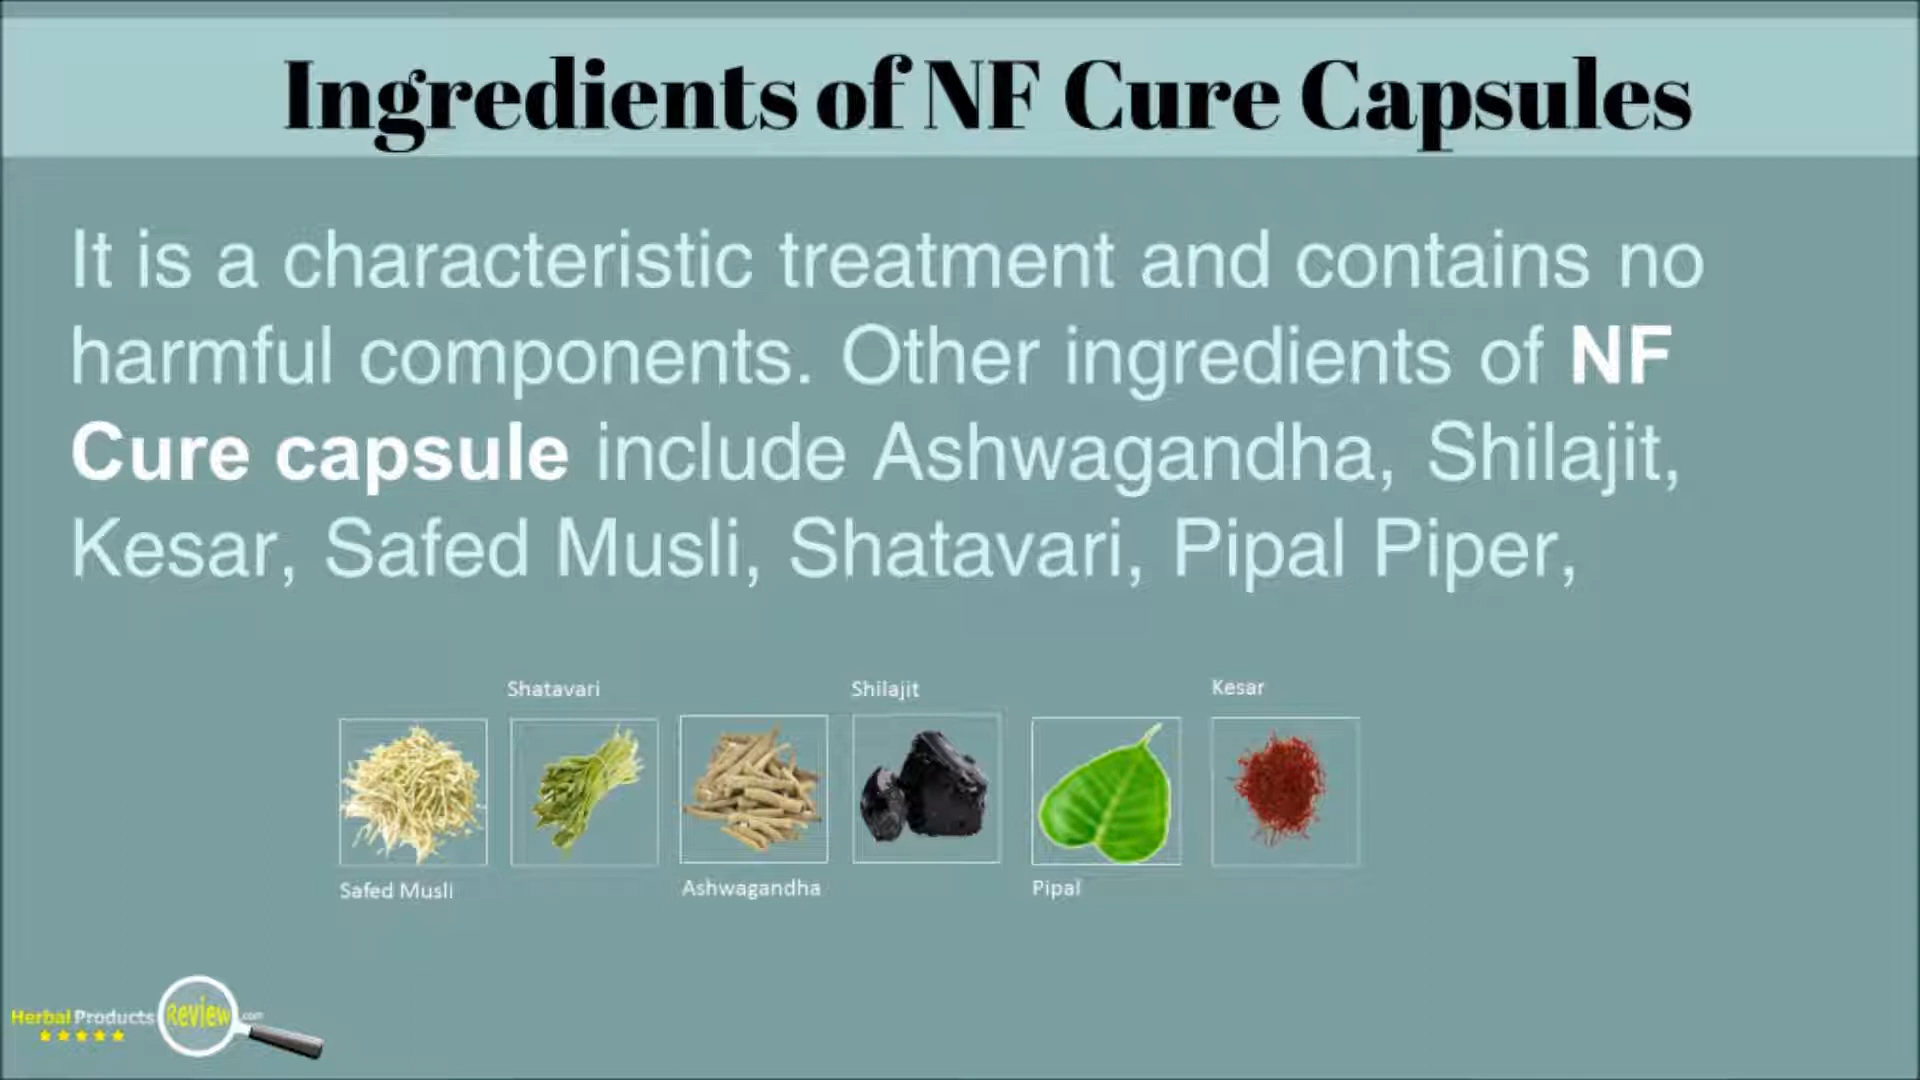 Ingredients of NF Cure Capsules
It is a characteristic treatment and contains no
harmful components. Other ingredients of NF
Cure capsule include Ashwagandha, Shilajit,
Kesar, Safed Musli, Shatavari, Pipal Piper,
Shatavari
Shilajit
Kesar
Safed Musli
Ashwagandha
Pipal
Herbal Products Review.com